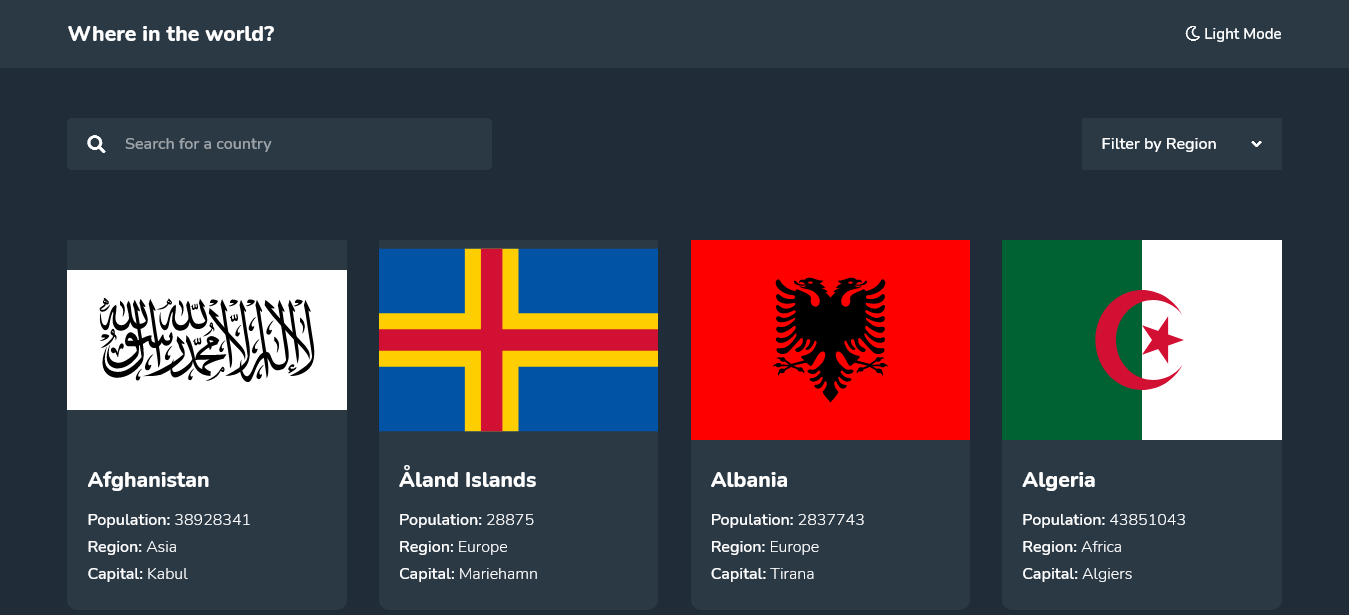 Where in the world?
Light Mode
Search for a country
Filter by Region
لا إله إلا الله محمد رسول الله
Afghanistan
Population: 38928341
Region: Asia
Capital: Kabul
Åland Islands
Population: 28875
Region: Europe
Capital: Mariehamn
Albania
Population: 2837743
Region: Europe
Capital: Tirana
Algeria
Population: 43851043
Region: Africa
Capital: Algiers